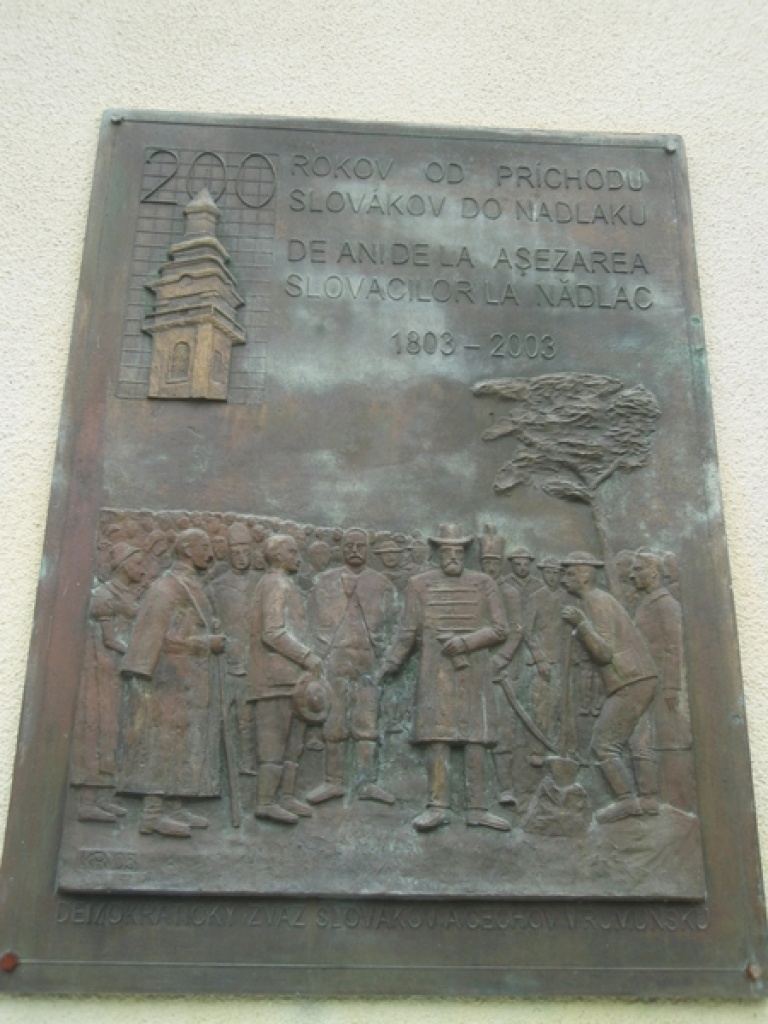 200 ROKOV OD PRÍCHODU
SLOVÁKOV DO NADLAKU
DE ANI DE LA AŞEZAREA
SLOVACILOR LA NĂDLAC
1803 – 2003
DEMOKRATICKÝ ZVÄZ SLOVÁKOV A ČECHOV V RUMUNSKU